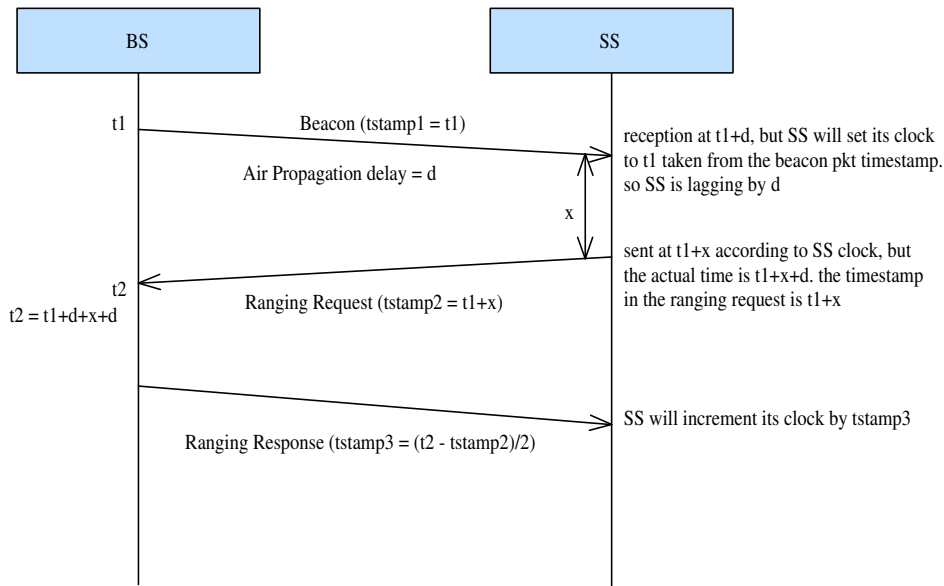 BS
SS
t1
Beacon (tstamp1 = t1)
Air Propagation delay = d
reception at t1+d, but SS will set its clock
to t1 taken from the beacon pkt timestamp.
so SS is lagging by d
x
sent at t1+x according to SS clock, but
the actual time is t1+x+d. the timestamp
in the ranging request is t1+x
t2
t2 = t1+d+x+d
Ranging Request (tstamp2 = t1+x)
SS will increment its clock by tstamp3
Ranging Response (tstamp3 = (t2 - tstamp2)/2)